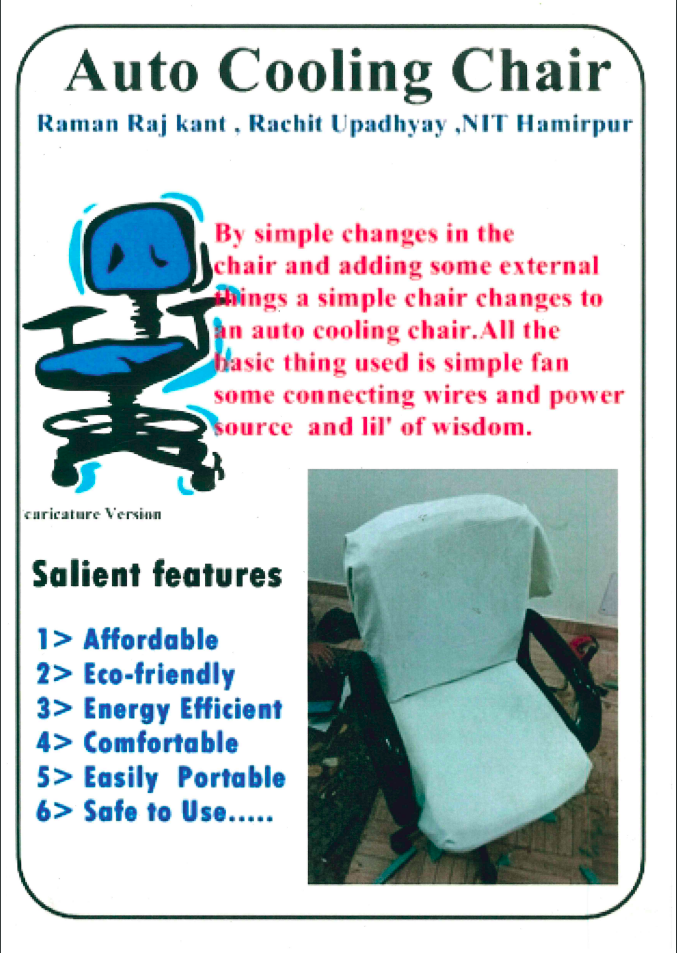 Auto Cooling Chair
Raman Raj kant , Rachit Upadhyay ,NIT Hamirpur
By simple changes in the
chair and adding some external
things a simple chair changes to
an auto cooling chair.All the
basic thing used is simple fan
some connecting wires and power
source and lil' of wisdom.
caricature Version
Salient features
1> Affordable
2> Eco-friendly
3> Energy Efficient
4> Comfortable
5> Easily Portable
6> Safe to Use.....